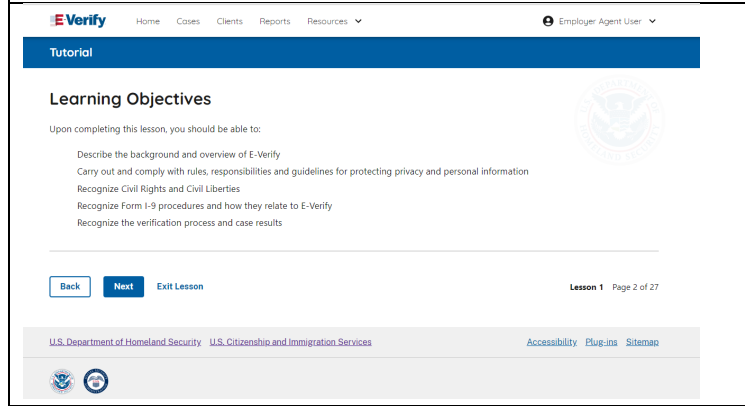 E-Verify Home Cases Clients Reports Resources Employer Agent User
Tutorial
Learning Objectives
Upon completing this lesson, you should be able to:
Describe the background and overview of E-Verify
Carry out and comply with rules, responsibilities and guidelines for protecting privacy and personal information
Recognize Civil Rights and Civil Liberties
Recognize Form I-9 procedures and how they relate to E-Verify
Recognize the verification process and case results
Back Next Exit Lesson Lesson 1 Page 2 of 27
U.S. Department of Homeland Security U.S. Citizenship and Immigration Services Accessibility Plug-ins Sitemap
U.S. DEPARTMENT OF HOMELAND SECURITY